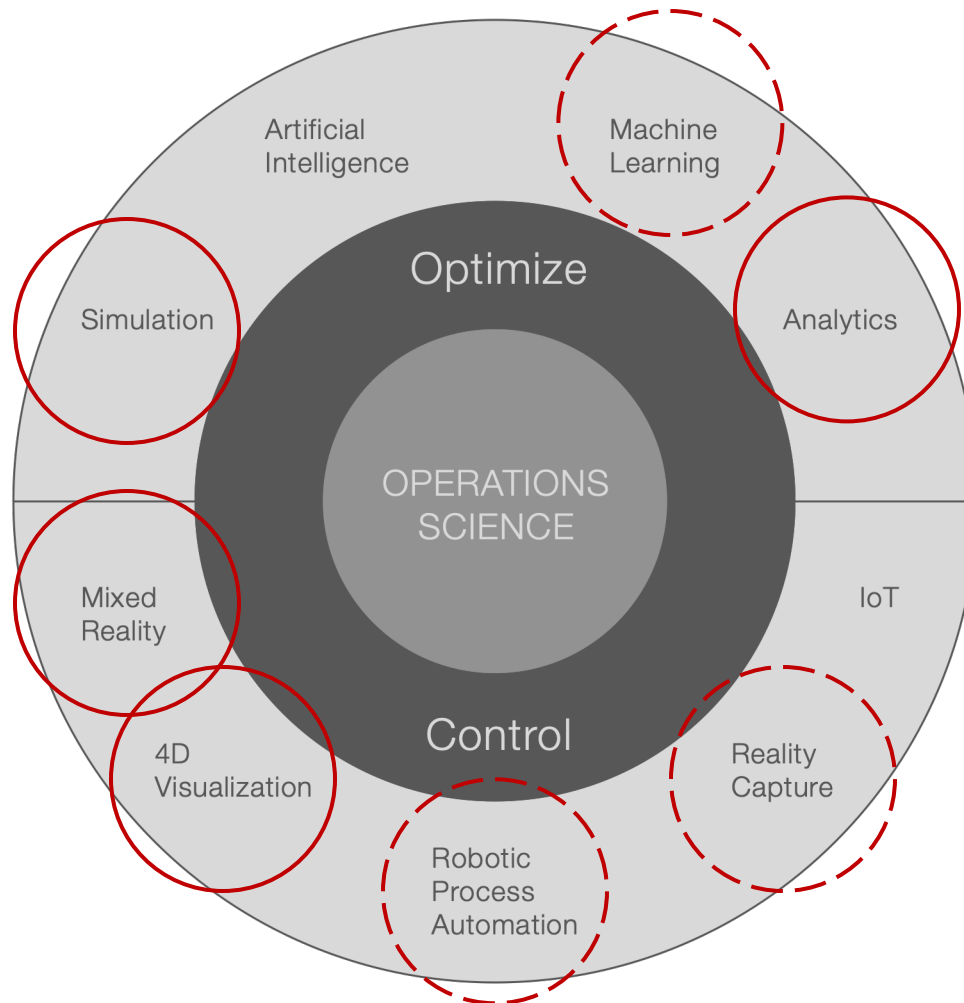 Artificial
Intelligence
Machine
Learning
Optimize
Simulation
Analytics
OPERATIONS
SCIENCE
Mixed
Reality
IoT
Control
4D
Visualization
Reality
Capture
Robotic
Process
Automation